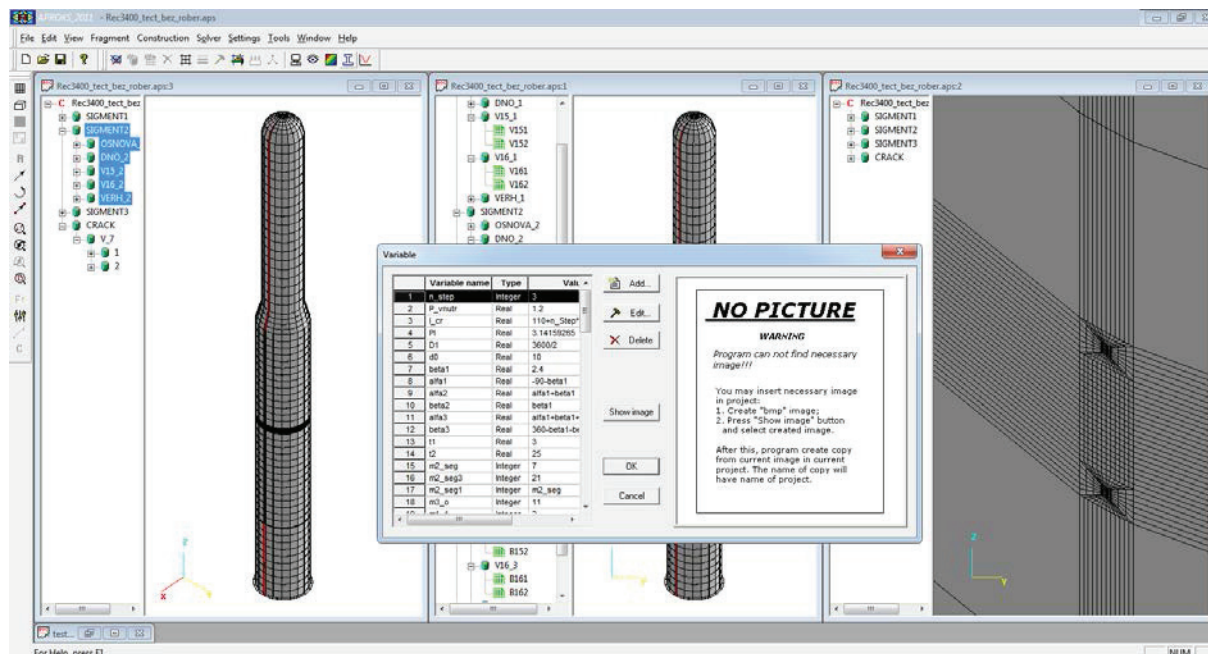 APROKS_2011 - Rec3400_tect_bez_rober.aps
File Edit View Fragment Construction Solver Settings Tools Window Help
Rec3400_tect_bez_rober.aps:3
C Rec3400_tect_bez
SIGMENT1
SIGMENT2
OSNOVA_
DNO_2
V15_2
V16_2
VERH_2
SIGMENT3
CRACK
V_7
1
2
Rec3400_tect_bez_rober.aps:1
DNO_1
V15_1
V151
V152
V16_1
V161
V162
VERH_1
SIGMENT2
OSNOVA_2
DNO_2
B152
V16_3
B161
B162
Rec3400_tect_bez_rober.aps:2
C Rec3400_tect_bez
SIGMENT1
SIGMENT2
SIGMENT3
CRACK
Variable
Variable name Type Valu
1 n_step Integer 3
2 P_vnutr Real 1.2
3 l_cr Real 110+n_Step*
4 PI Real 3.14159265
5 D1 Real 3600/2
6 d0 Real 10
7 beta1 Real 2.4
8 alfa1 Real -90-beta1
9 alfa2 Real alfa1+beta1
10 beta2 Real beta1
11 alfa3 Real alfa1+beta1+
12 beta3 Real 360-beta1-be
13 t1 Real 3
14 t2 Real 25
15 m2_seg Integer 7
16 m2_seg3 Integer 21
17 m2_seg1 Integer m2_seg
18 m3_o Integer 11
Add...
Edit...
Delete
Show image
OK
Cancel
NO PICTURE
WARNING
Program can not find necessary
image!!!
You may insert necessary image
in project:
1. Create "bmp" image;
2. Press "Show image" button
and select created image.
After this, program create copy
from current image in current
project. The name of copy will
have name of project.
x
z
y
test...
For Help, press F1
NUM